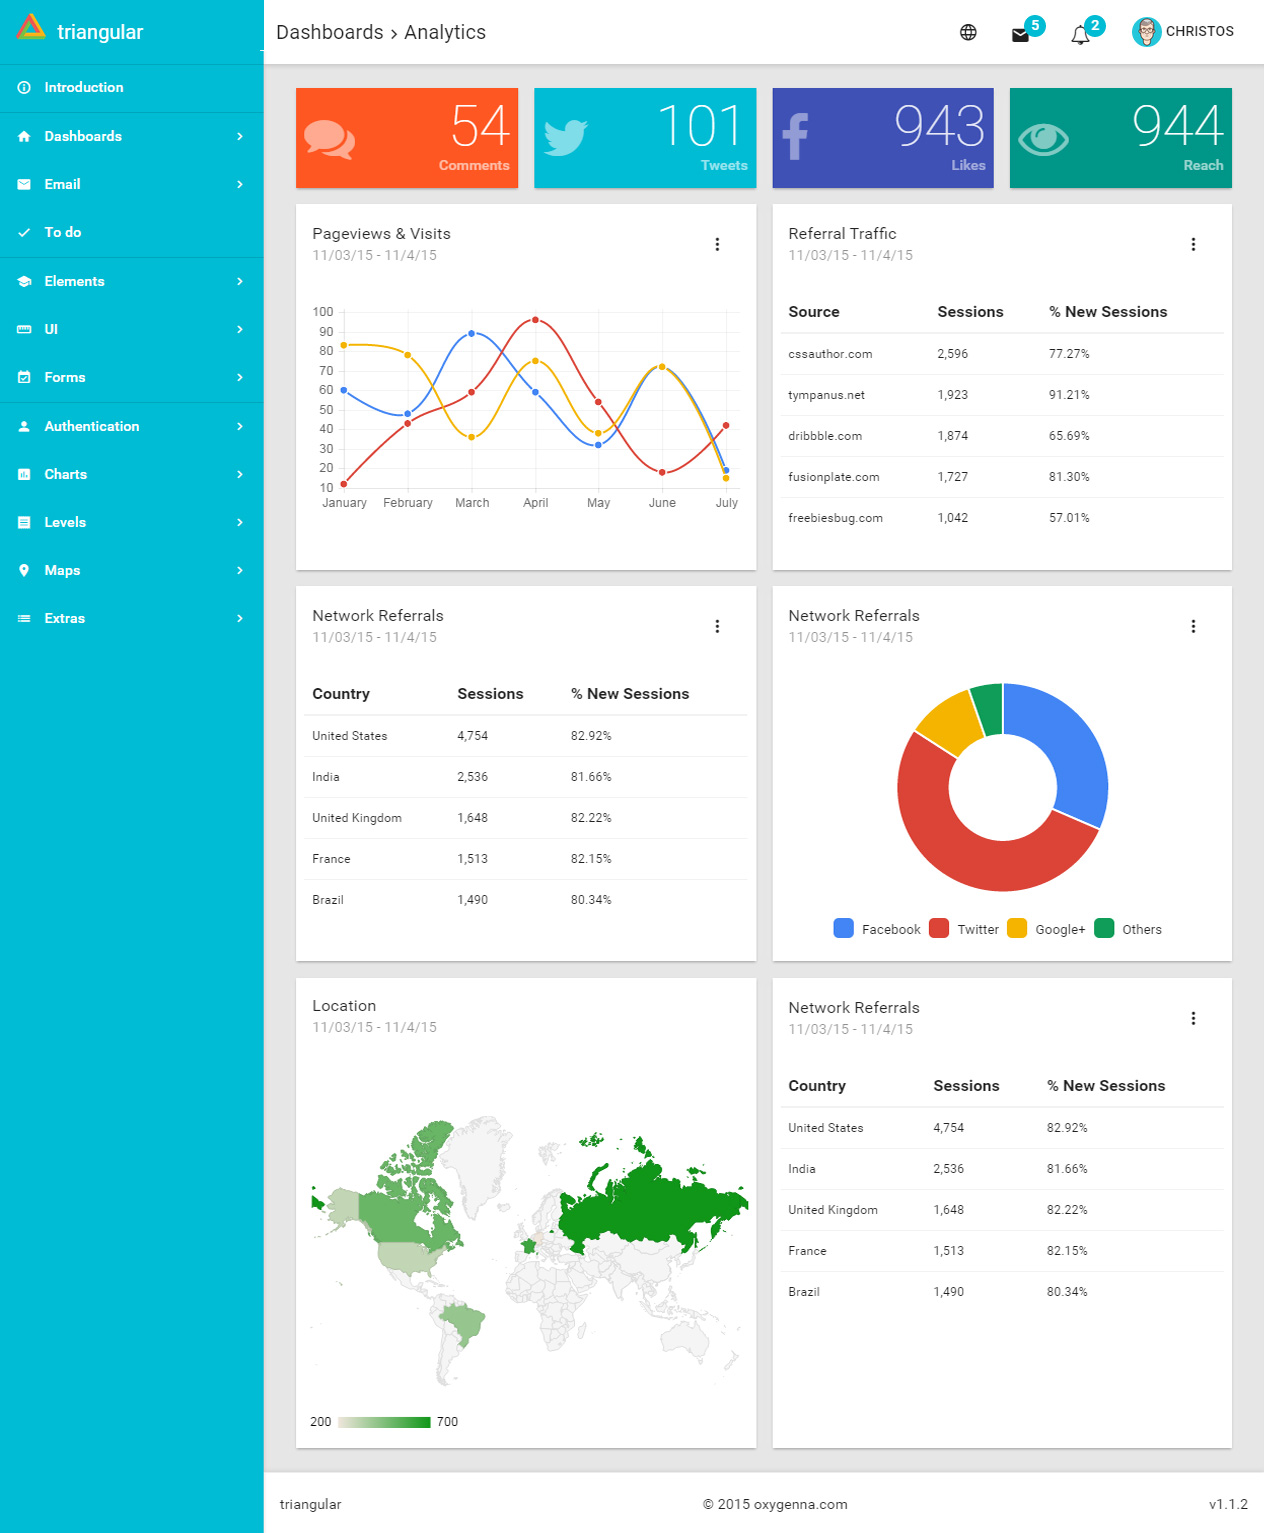 triangular
Dashboards › Analytics
5
2
CHRISTOS
Introduction
Dashboards
Email
To do
Elements
UI
Forms
Authentication
Charts
Levels
Maps
Extras
54
Comments
101
Tweets
943
Likes
944
Reach
Pageviews & Visits
11/03/15 - 11/4/15
100
90
80
70
60
50
40
30
20
10
January February March April May June July
Referral Traffic
11/03/15 - 11/4/15
Source Sessions % New Sessions
cssauthor.com 2,596 77.27%
tympanus.net 1,923 91.21%
dribbble.com 1,874 65.69%
fusionplate.com 1,727 81.30%
freebiesbug.com 1,042 57.01%
Network Referrals
11/03/15 - 11/4/15
Country Sessions % New Sessions
United States 4,754 82.92%
India 2,536 81.66%
United Kingdom 1,648 82.22%
France 1,513 82.15%
Brazil 1,490 80.34%
Network Referrals
11/03/15 - 11/4/15
Facebook Twitter Google+ Others
Location
11/03/15 - 11/4/15
200 700
Network Referrals
11/03/15 - 11/4/15
Country Sessions % New Sessions
United States 4,754 82.92%
India 2,536 81.66%
United Kingdom 1,648 82.22%
France 1,513 82.15%
Brazil 1,490 80.34%
triangular © 2015 oxygenna.com v1.1.2